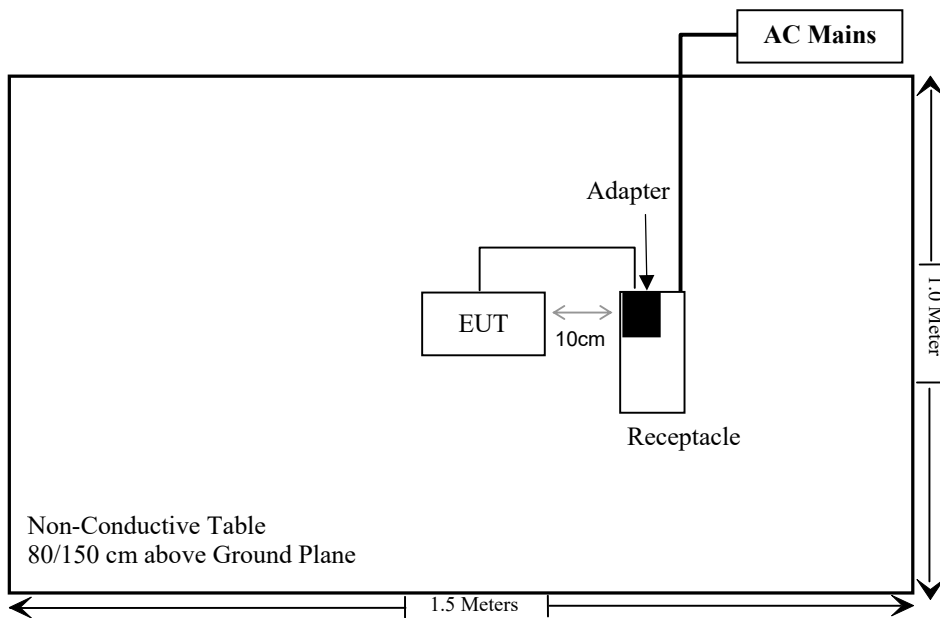 AC Mains
Adapter
EUT
10cm
1.0 Meter
Receptacle
Non-Conductive Table
80/150 cm above Ground Plane
1.5 Meters